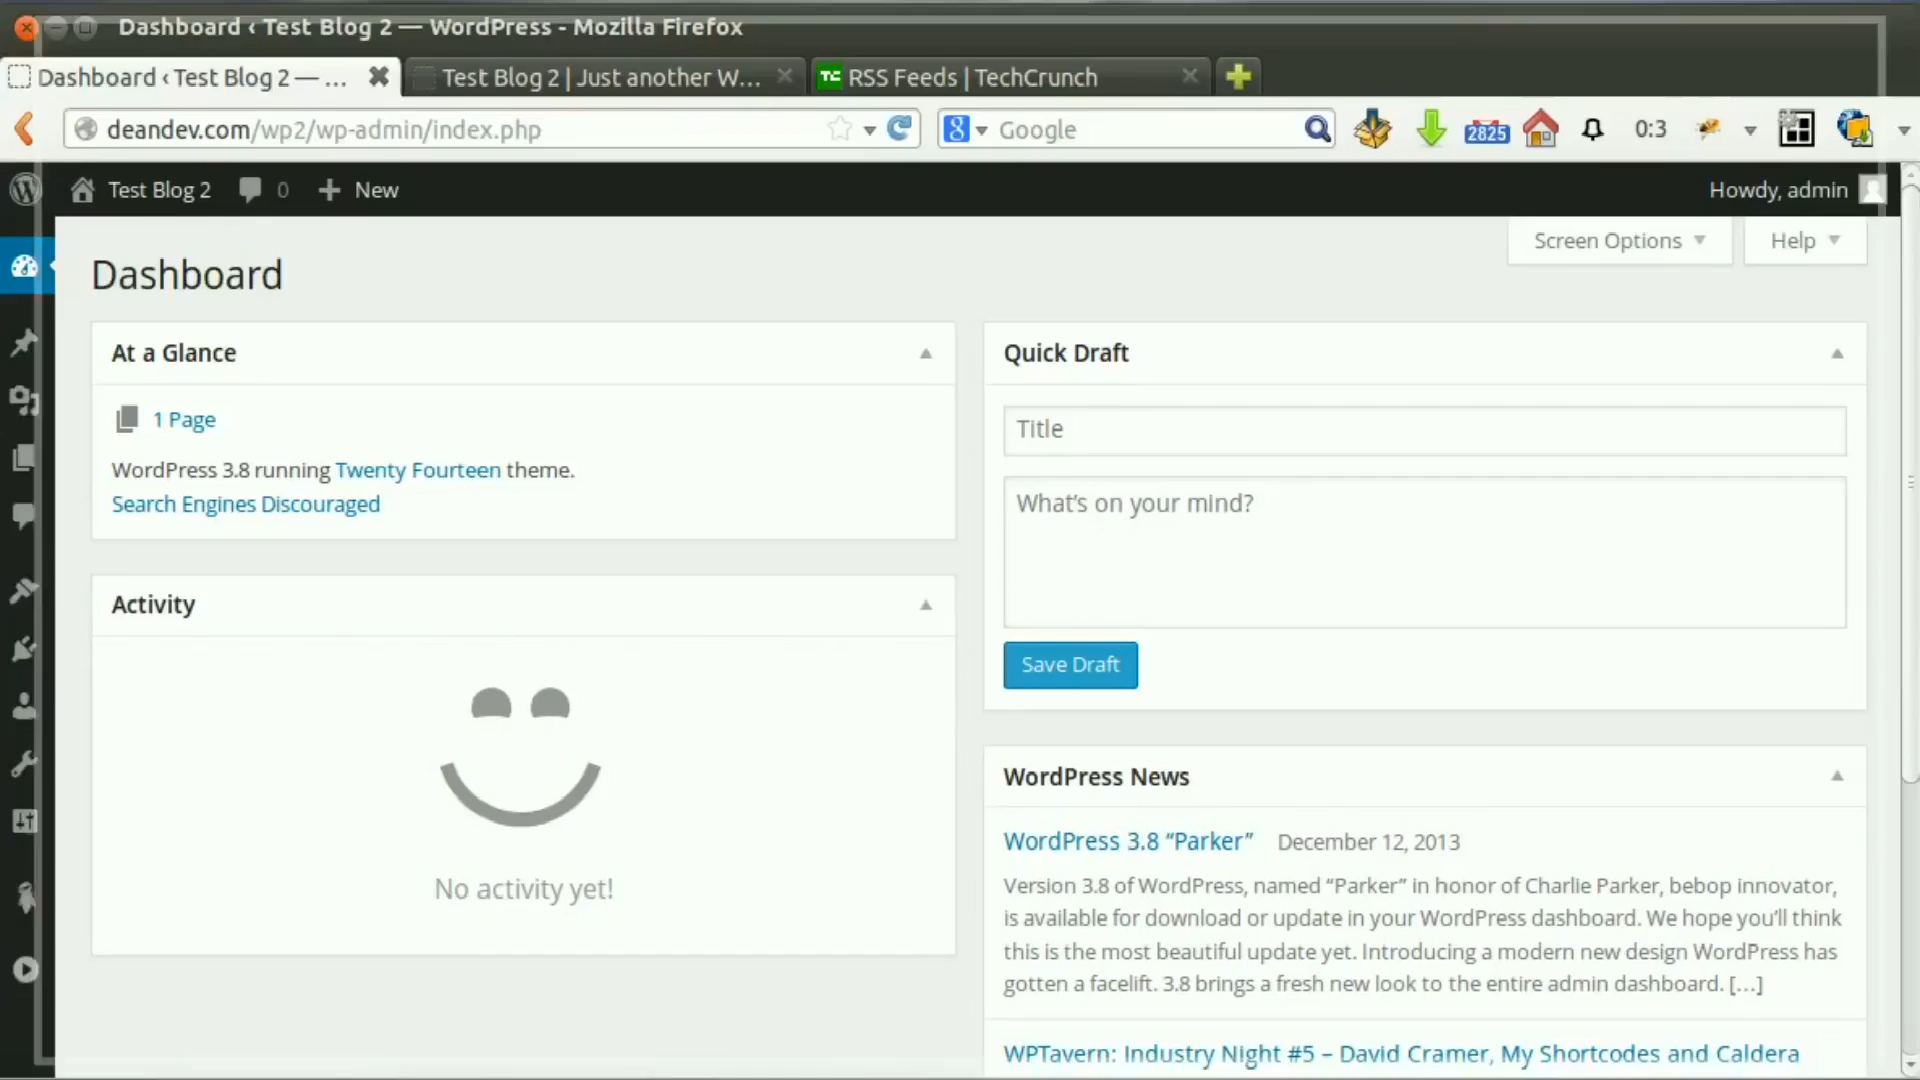 Dashboard ‹ Test Blog 2 — WordPress - Mozilla Firefox
Dashboard ‹ Test Blog 2 — ...
Test Blog 2 | Just another W...
TC RSS Feeds | TechCrunch
deandev.com/wp2/wp-admin/index.php
8 Google
2825
0:3
Test Blog 2 0 New
Howdy, admin
Screen Options
Help
Dashboard
At a Glance
1 Page
WordPress 3.8 running Twenty Fourteen theme.
Search Engines Discouraged
Activity
No activity yet!
Quick Draft
Title
What's on your mind?
Save Draft
WordPress News
WordPress 3.8 “Parker” December 12, 2013
Version 3.8 of WordPress, named “Parker” in honor of Charlie Parker, bebop innovator,
is available for download or update in your WordPress dashboard. We hope you’ll think
this is the most beautiful update yet. Introducing a modern new design WordPress has
gotten a facelift. 3.8 brings a fresh new look to the entire admin dashboard. […]
WPTavern: Industry Night #5 – David Cramer, My Shortcodes and Caldera